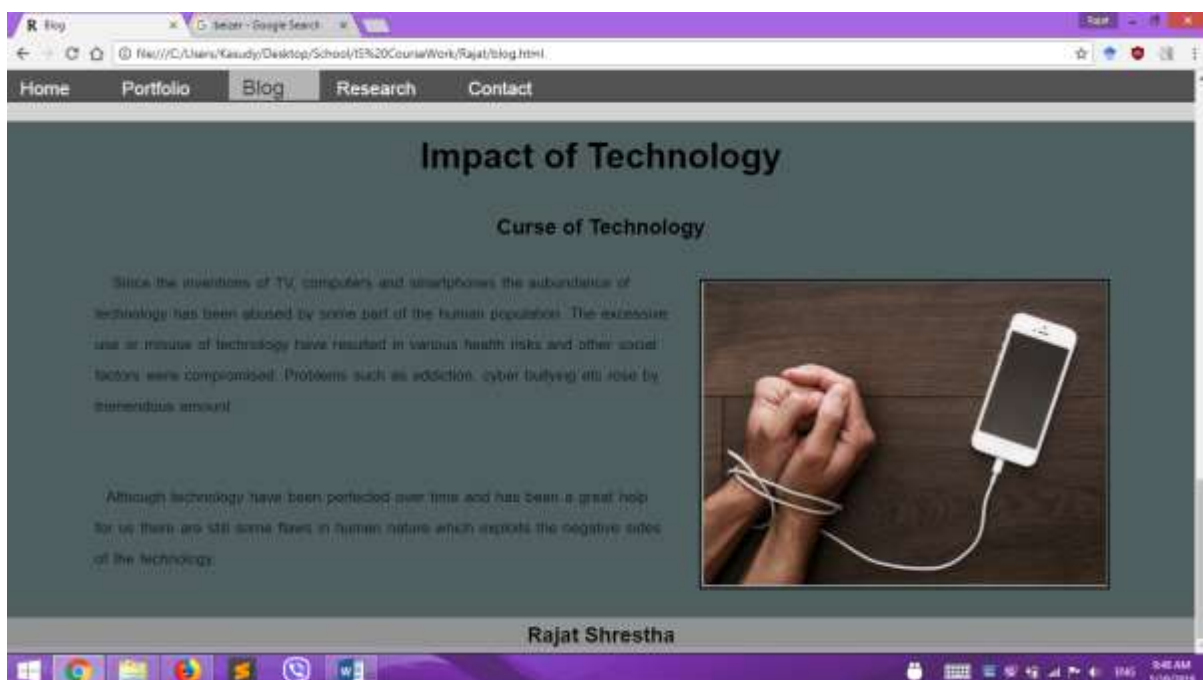 R Blog
G beizer - Google Search
Rajat
file:///C:/Users/Kasudy/Desktop/School/IS%20CourseWork/Rajat/blog.html
Home Portfolio Blog Research Contact
Impact of Technology
Curse of Technology
Since the inventions of TV, computers and smartphones the aubundance of
technology has been abused by some part of the human population. The excessive
use or misuse of technology have resulted in various health risks and other social
factors were compromised. Problems such as addiction, cyber bullying etc rose by
tremendous amount
Although technology have been perfected over time and has been a great help
for us there are still some flaws in human nature which exploits the negative sides
of the technology.
Rajat Shrestha
ENG
9:48 AM